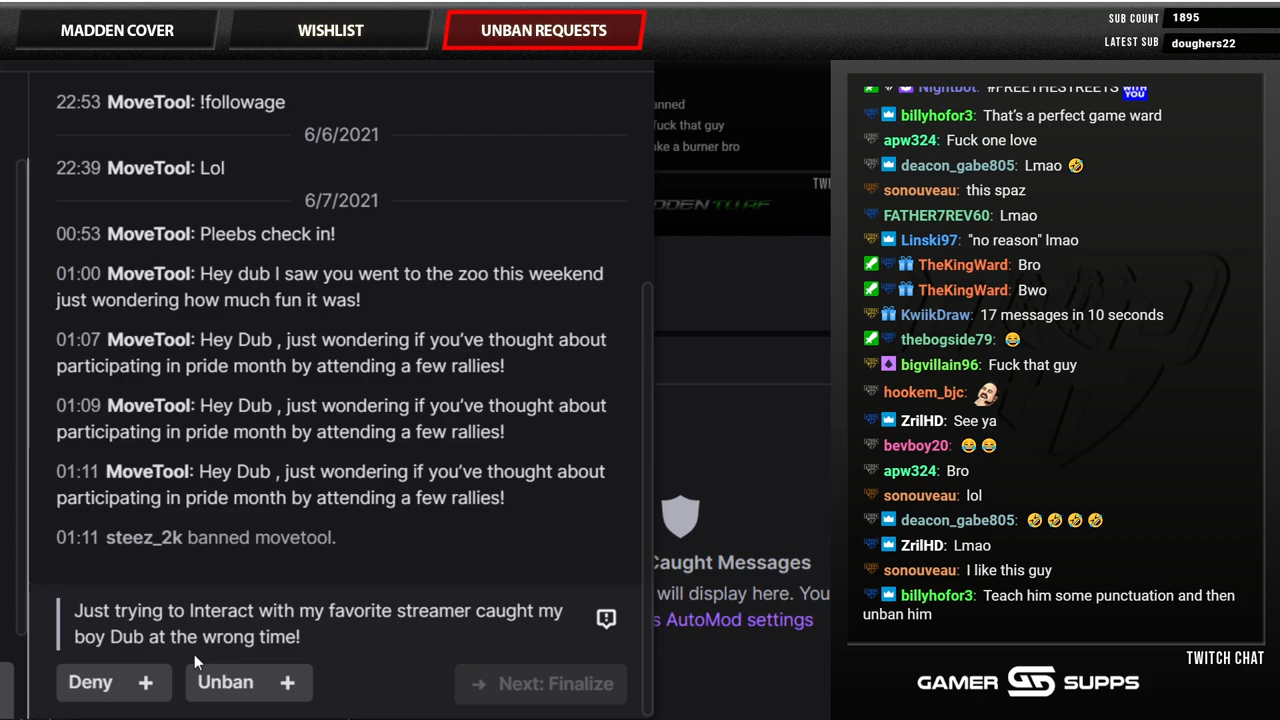 MADDEN COVER
WISHLIST
UNBAN REQUESTS
SUB COUNT 1895
LATEST SUB doughers22
22:53 MoveTool: !followage
6/6/2021
22:39 MoveTool: Lol
6/7/2021
00:53 MoveTool: Pleebs check in!
01:00 MoveTool: Hey dub I saw you went to the zoo this weekend
just wondering how much fun it was!
01:07 MoveTool: Hey Dub , just wondering if you've thought about
participating in pride month by attending a few rallies!
01:09 MoveTool: Hey Dub , just wondering if you've thought about
participating in pride month by attending a few rallies!
01:11 MoveTool: Hey Dub , just wondering if you've thought about
participating in pride month by attending a few rallies!
01:11 steez_2k banned movetool.
Just trying to Interact with my favorite streamer caught my
boy Dub at the wrong time!
Deny +
Unban +
Next: Finalize
anned
fuck that guy
ke a burner bro
TW
DDEN TU RF
Caught Messages
will display here. You
s AutoMod settings
Nightbot: #FREETHESTREETS WITH
YOU
billyhofor3: That's a perfect game ward
apw324: Fuck one love
deacon_gabe805: Lmao 🤣
sonouveau: this spaz
FATHER7REV60: Lmao
Linski97: "no reason" lmao
TheKingWard: Bro
TheKingWard: Bwo
KwiikDraw: 17 messages in 10 seconds
thebogside79: 😂
bigvillain96: Fuck that guy
hookem_bjc:
ZrilHD: See ya
bevboy20: 😂 😂
apw324: Bro
sonouveau: lol
deacon_gabe805: 🤣 🤣 🤣 🤣
ZrilHD: Lmao
sonouveau: I like this guy
billyhofor3: Teach him some punctuation and then
unban him
TWITCH CHAT
GAMER GS SUPPS